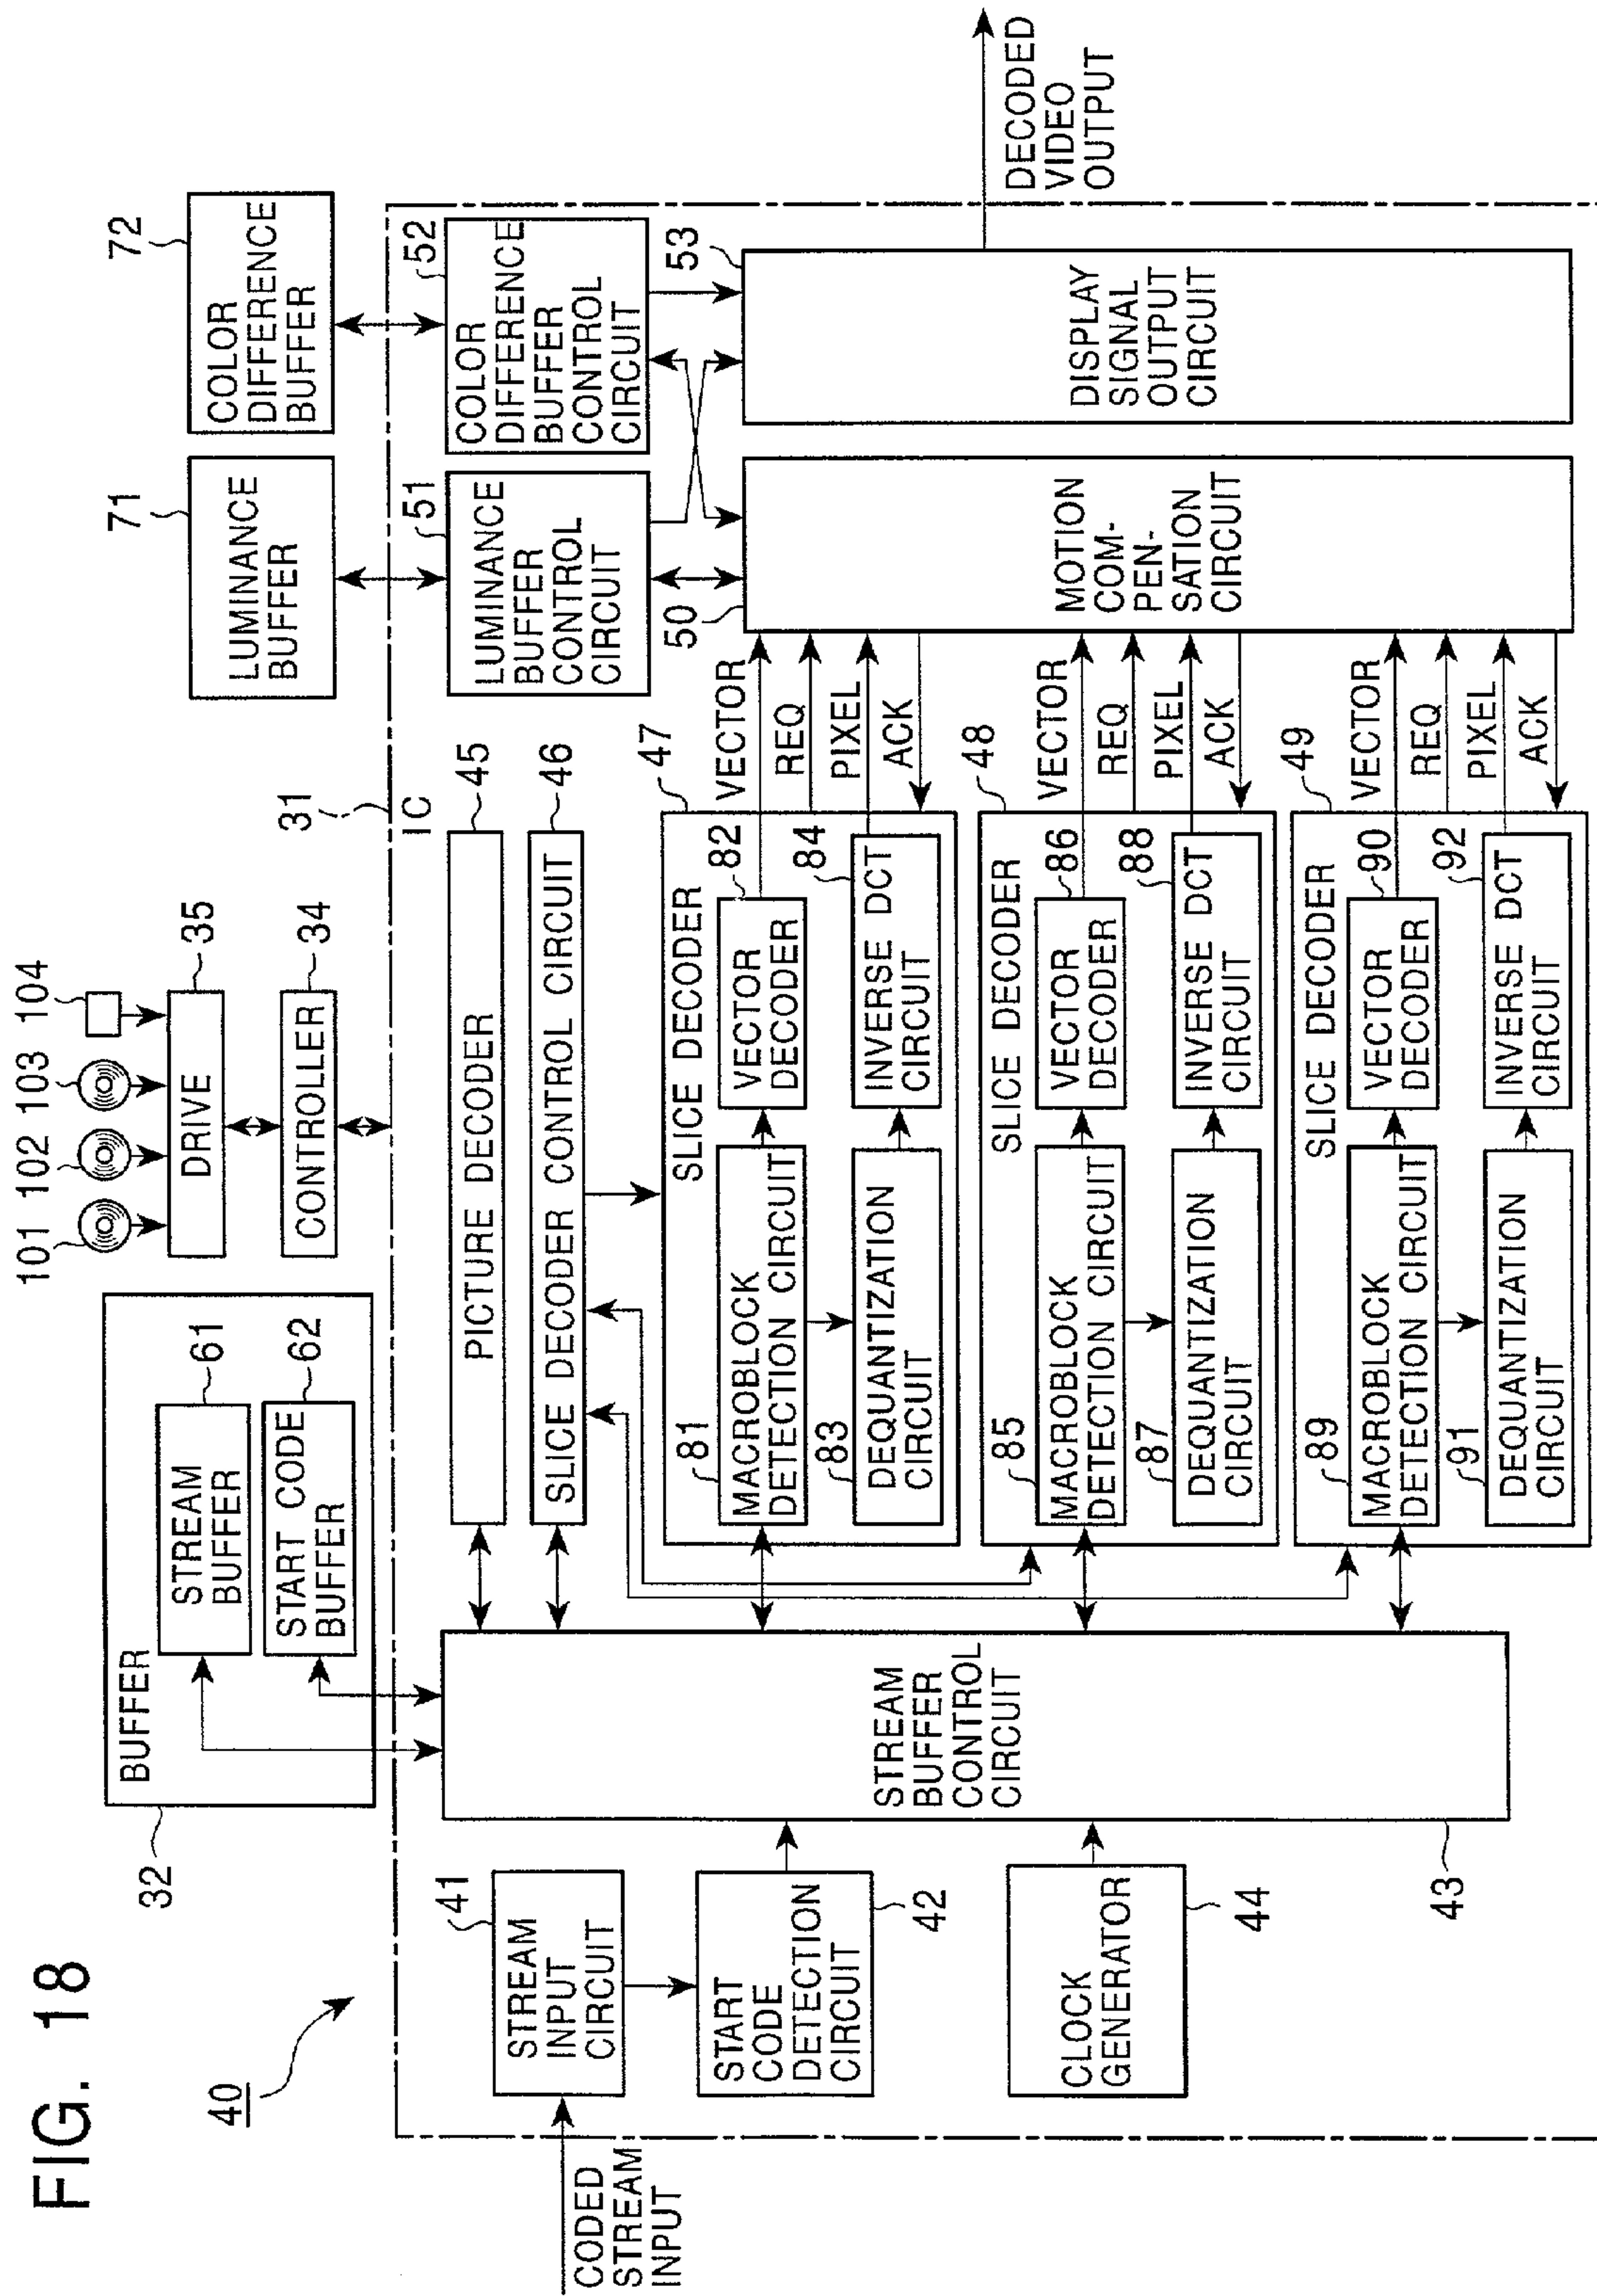 FIG. 18
40
101
102
103
104
DRIVE
35
CONTROLLER
34
31
IC
BUFFER
32
STREAM
BUFFER
61
START CODE
BUFFER
62
LUMINANCE
BUFFER
71
COLOR
DIFFERENCE
BUFFER
72
CODED
STREAM
INPUT
STREAM
INPUT
CIRCUIT
41
START
CODE
DETECTION
CIRCUIT
42
CLOCK
GENERATOR
44
STREAM
BUFFER
CONTROL
CIRCUIT
43
PICTURE DECODER
45
SLICE DECODER CONTROL CIRCUIT
46
SLICE DECODER
47
81
MACROBLOCK
DETECTION CIRCUIT
82
VECTOR
DECODER
83
DEQUANTIZATION
CIRCUIT
84
INVERSE DCT
CIRCUIT
VECTOR
REQ
PIXEL
ACK
SLICE DECODER
48
85
MACROBLOCK
DETECTION CIRCUIT
86
VECTOR
DECODER
87
DEQUANTIZATION
CIRCUIT
88
INVERSE DCT
CIRCUIT
VECTOR
REQ
PIXEL
ACK
SLICE DECODER
49
89
MACROBLOCK
DETECTION CIRCUIT
90
VECTOR
DECODER
91
DEQUANTIZATION
CIRCUIT
92
INVERSE DCT
CIRCUIT
VECTOR
REQ
PIXEL
ACK
LUMINANCE
BUFFER
CONTROL
CIRCUIT
51
COLOR
DIFFERENCE
BUFFER
CONTROL
CIRCUIT
52
50
MOTION
COM-
PEN-
SATION
CIRCUIT
53
DISPLAY
SIGNAL
OUTPUT
CIRCUIT
DECODED
VIDEO
OUTPUT